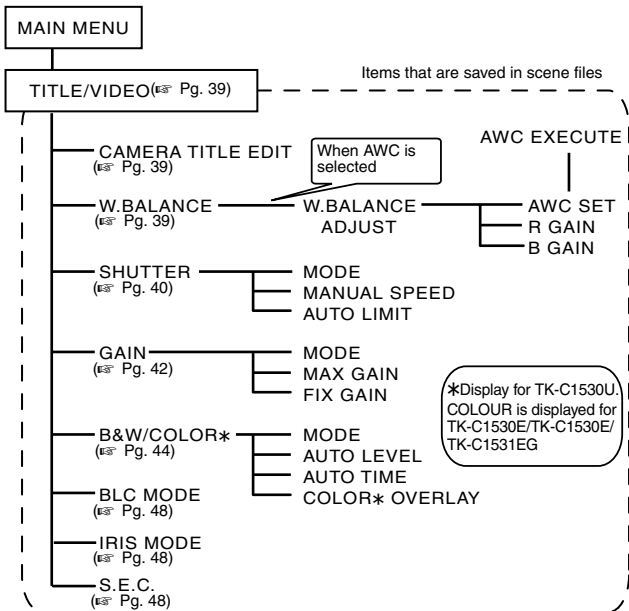 MAIN MENU
TITLE/VIDEO(☞ Pg. 39)
Items that are saved in scene files
CAMERA TITLE EDIT
(☞ Pg. 39)
When AWC is
selected
AWC EXECUTE
W.BALANCE
(☞ Pg. 39)
W.BALANCE
ADJUST
AWC SET
R GAIN
B GAIN
SHUTTER
(☞ Pg. 40)
MODE
MANUAL SPEED
AUTO LIMIT
GAIN
(☞ Pg. 42)
MODE
MAX GAIN
FIX GAIN
*Display for TK-C1530U.
COLOUR is displayed for
TK-C1530E/TK-C1530E/
TK-C1531EG
B&W/COLOR*
(☞ Pg. 44)
MODE
AUTO LEVEL
AUTO TIME
COLOR* OVERLAY
BLC MODE
(☞ Pg. 48)
IRIS MODE
(☞ Pg. 48)
S.E.C.
(☞ Pg. 48)